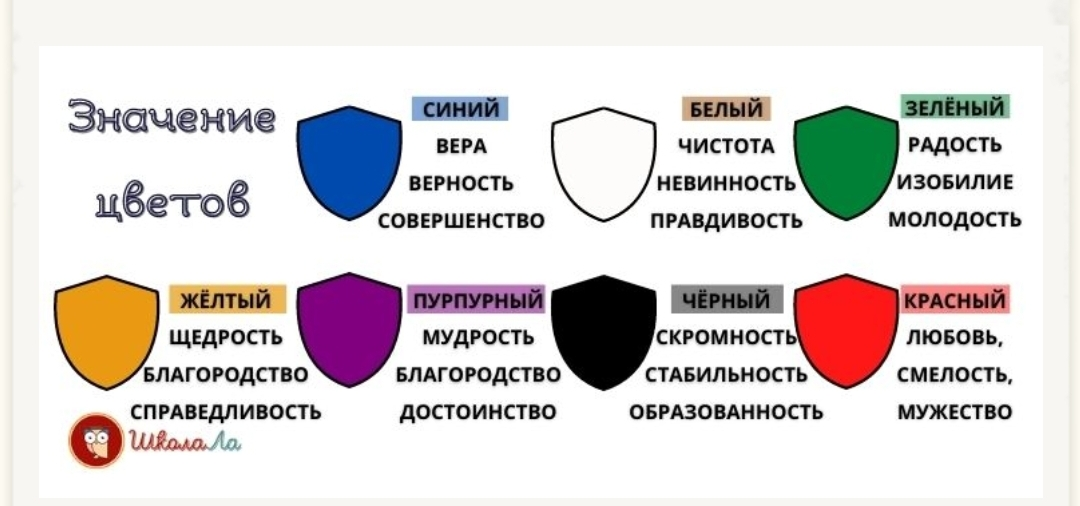 Значение
цветов
СИНИЙ
ВЕРА
ВЕРНОСТЬ
СОВЕРШЕНСТВО
БЕЛЫЙ
ЧИСТОТА
НЕВИННОСТЬ
ПРАВДИВОСТЬ
ЗЕЛЁНЫЙ
РАДОСТЬ
ИЗОБИЛИЕ
МОЛОДОСТЬ
ЖЁЛТЫЙ
ЩЕДРОСТЬ
БЛАГОРОДСТВО
СПРАВЕДЛИВОСТЬ
ПУРПУРНЫЙ
МУДРОСТЬ
БЛАГОРОДСТВО
ДОСТОИНСТВО
ЧЁРНЫЙ
СКРОМНОСТЬ
СТАБИЛЬНОСТЬ
ОБРАЗОВАННОСТЬ
КРАСНЫЙ
ЛЮБОВЬ,
СМЕЛОСТЬ,
МУЖЕСТВО
ШколаЛа